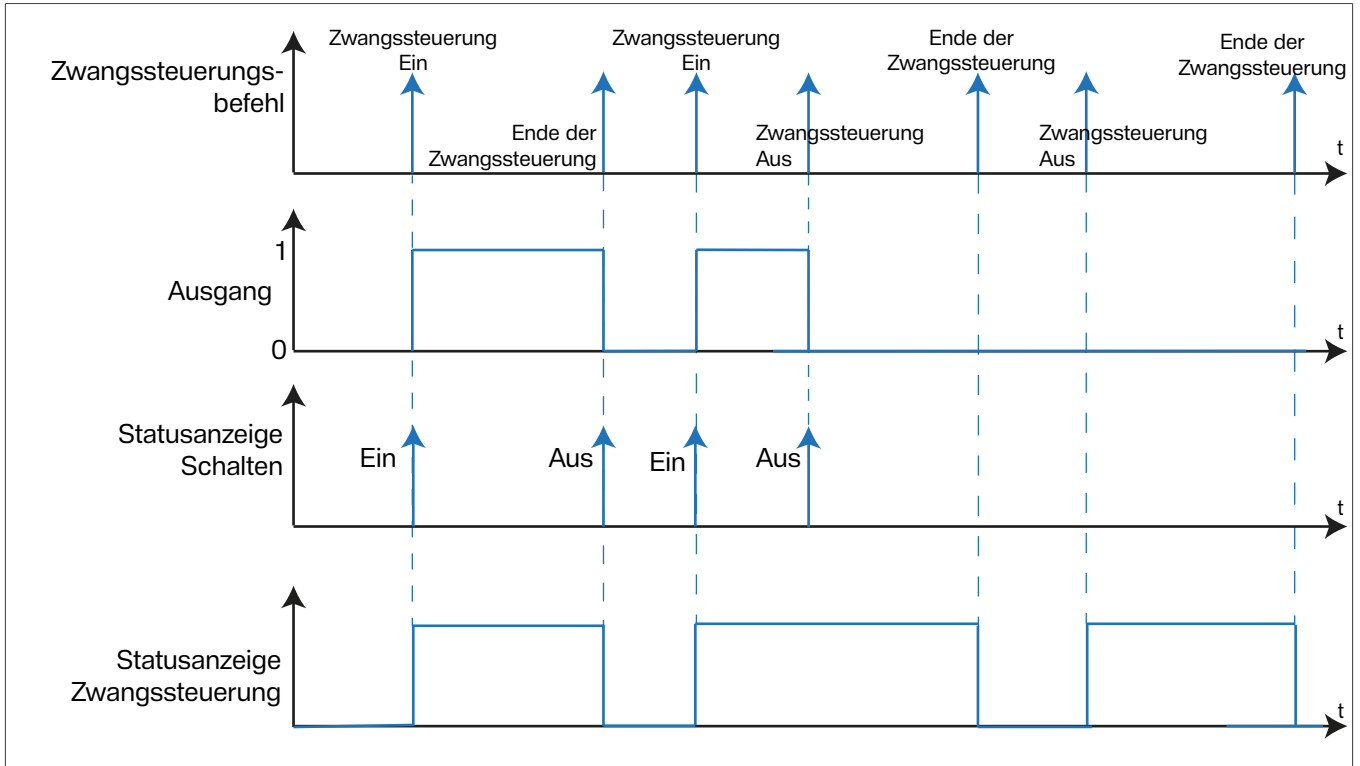 Zwangssteuerung
Ein
Zwangssteuerung
Ein
Ende der
Zwangssteuerung
Ende der
Zwangssteuerung
Zwangssteuerungs-
befehl
Ende der
Zwangssteuerung
Zwangssteuerung
Aus
Zwangssteuerung
Aus
t
1
Ausgang
0
t
Statusanzeige
Schalten
Ein
Aus
Ein
Aus
t
Statusanzeige
Zwangssteuerung
t